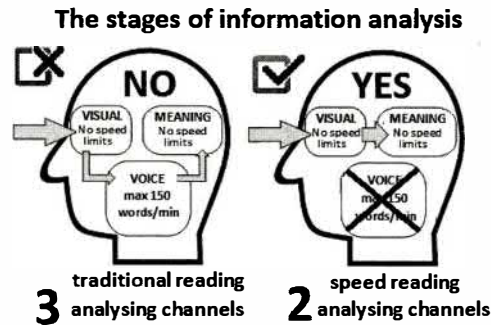 The stages of information analysis
NO
VISUAL
No speed
limits
MEANING
No speed
limits
VOICE
max 150
words/min
YES
VISUAL
No speed
limits
MEANING
No speed
limits
VOICE
max 150
words/min
3 traditional reading
analysing channels
2 speed reading
analysing channels